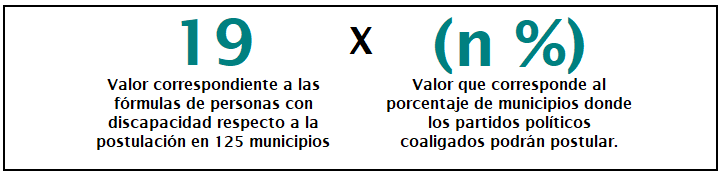 19 X (n %)
Valor correspondiente a las
fórmulas de personas con
discapacidad respecto a la
postulación en 125 municipios
Valor que corresponde al
porcentaje de municipios donde
los partidos políticos
coaligados podrán postular.